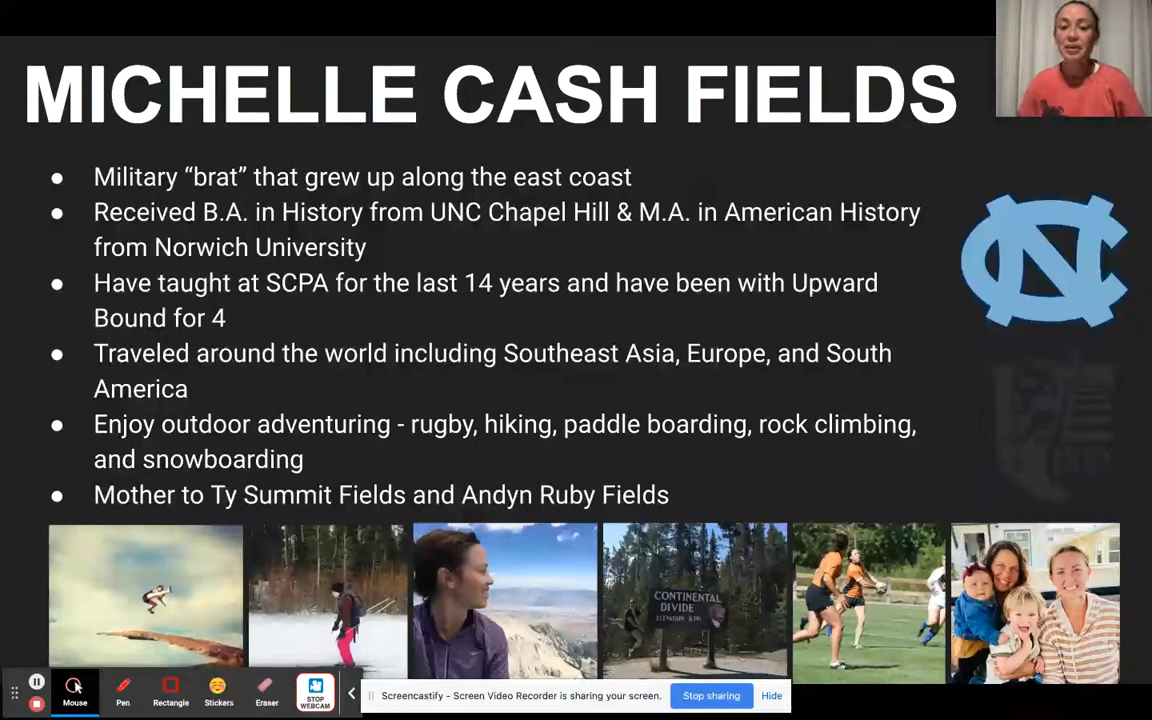 MICHELLE CASH FIELDS
● Military “brat” that grew up along the east coast
● Received B.A. in History from UNC Chapel Hill & M.A. in American History
from Norwich University
● Have taught at SCPA for the last 14 years and have been with Upward
Bound for 4
● Traveled around the world including Southeast Asia, Europe, and South
America
● Enjoy outdoor adventuring - rugby, hiking, paddle boarding, rock climbing,
and snowboarding
● Mother to Ty Summit Fields and Andyn Ruby Fields
NC
CONTINENTAL
DIVIDE
Mouse
Pen
Rectangle
Stickers
Eraser
STOP
WEBCAM
Screencastify - Screen Video Recorder is sharing your screen.
Stop sharing
Hide